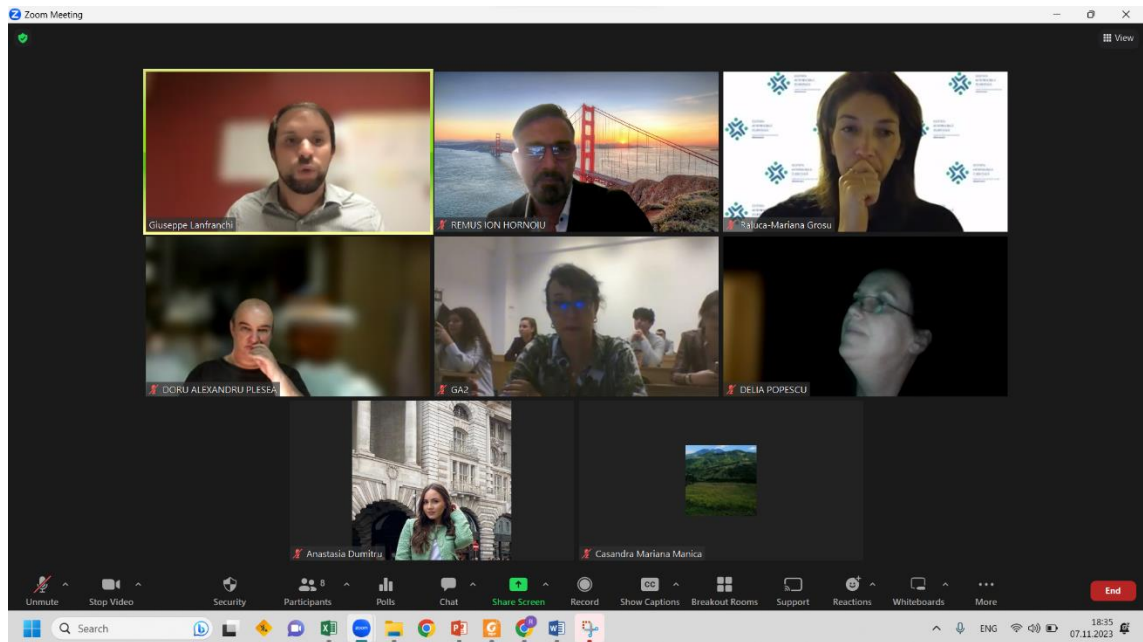 Zoom Meeting
View
Giuseppe Lanfranchi
REMUS ION HORNOIU
Raluca-Mariana Grosu
DORU ALEXANDRU PLESEA
GA2
DELIA POPESCU
Anastasia Dumitru
Casandra Mariana Manica
8
CC
Unmute Stop Video Security Participants Polls Chat Share Screen Record Show Captions Breakout Rooms Support Reactions Whiteboards More End
Search ENG 18:35
07.11.2023